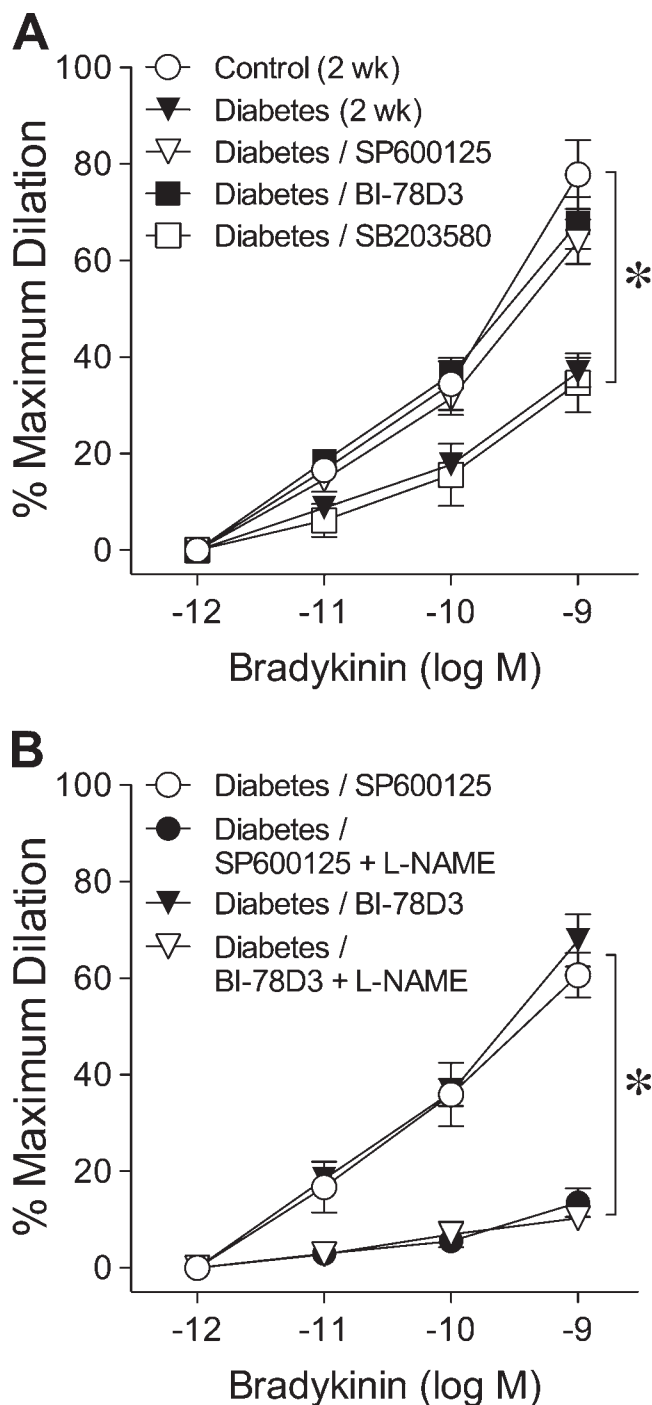 A
100
80
60
40
20
0
% Maximum Dilation
Control (2 wk)
Diabetes (2 wk)
Diabetes / SP600125
Diabetes / BI-78D3
Diabetes / SB203580
*
-12 -11 -10 -9
Bradykinin (log M)
B
100
80
60
40
20
0
% Maximum Dilation
Diabetes / SP600125
Diabetes /
SP600125 + L-NAME
Diabetes / BI-78D3
Diabetes /
BI-78D3 + L-NAME
*
-12 -11 -10 -9
Bradykinin (log M)